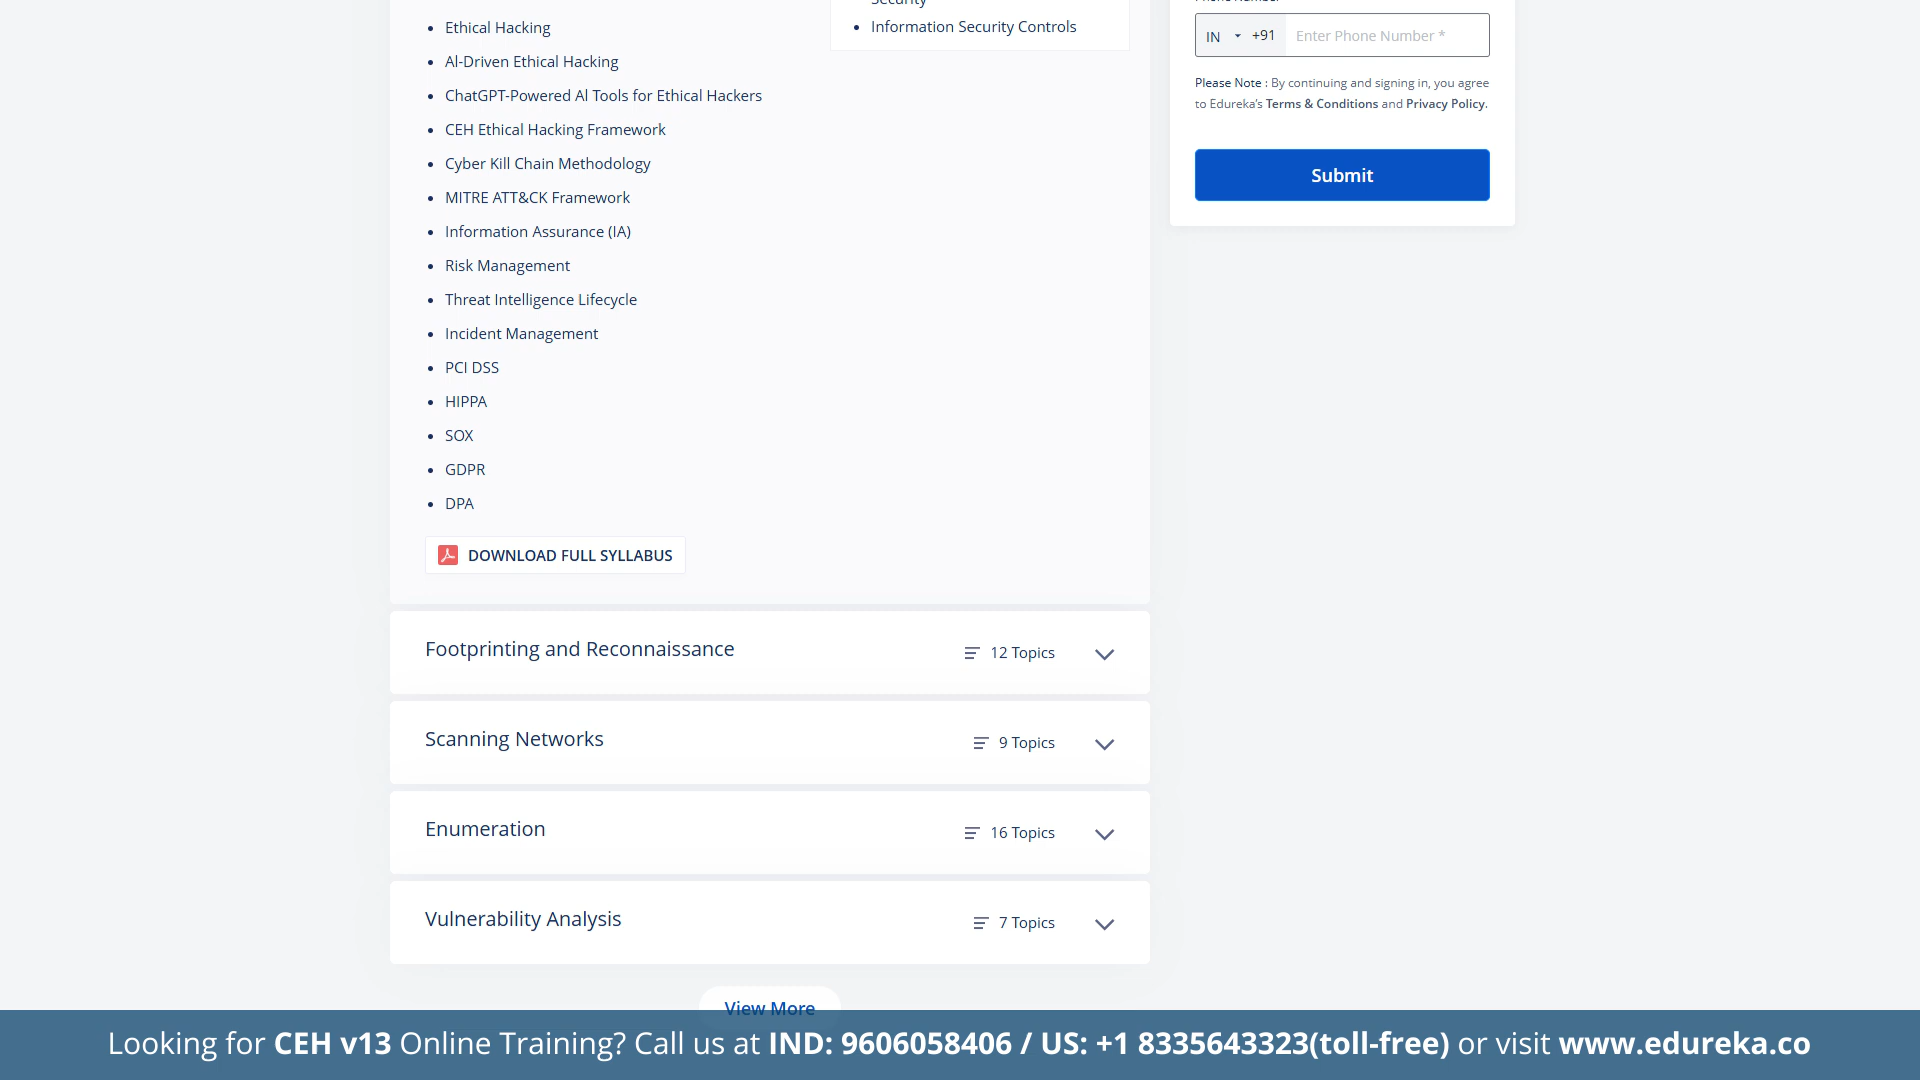 Ethical Hacking
Al-Driven Ethical Hacking
ChatGPT-Powered Al Tools for Ethical Hackers
CEH Ethical Hacking Framework
Cyber Kill Chain Methodology
MITRE ATT&CK Framework
Information Assurance (IA)
Risk Management
Threat Intelligence Lifecycle
Incident Management
PCI DSS
HIPPA
SOX
GDPR
DPA
DOWNLOAD FULL SYLLABUS
Security
Information Security Controls
Phone Number
IN +91 Enter Phone Number *
Please Note : By continuing and signing in, you agree
to Edureka's Terms & Conditions and Privacy Policy.
Submit
Footprinting and Reconnaissance 12 Topics
Scanning Networks 9 Topics
Enumeration 16 Topics
Vulnerability Analysis 7 Topics
View More
Looking for CEH v13 Online Training? Call us at IND: 9606058406 / US: +1 8335643323(toll-free) or visit www.edureka.co